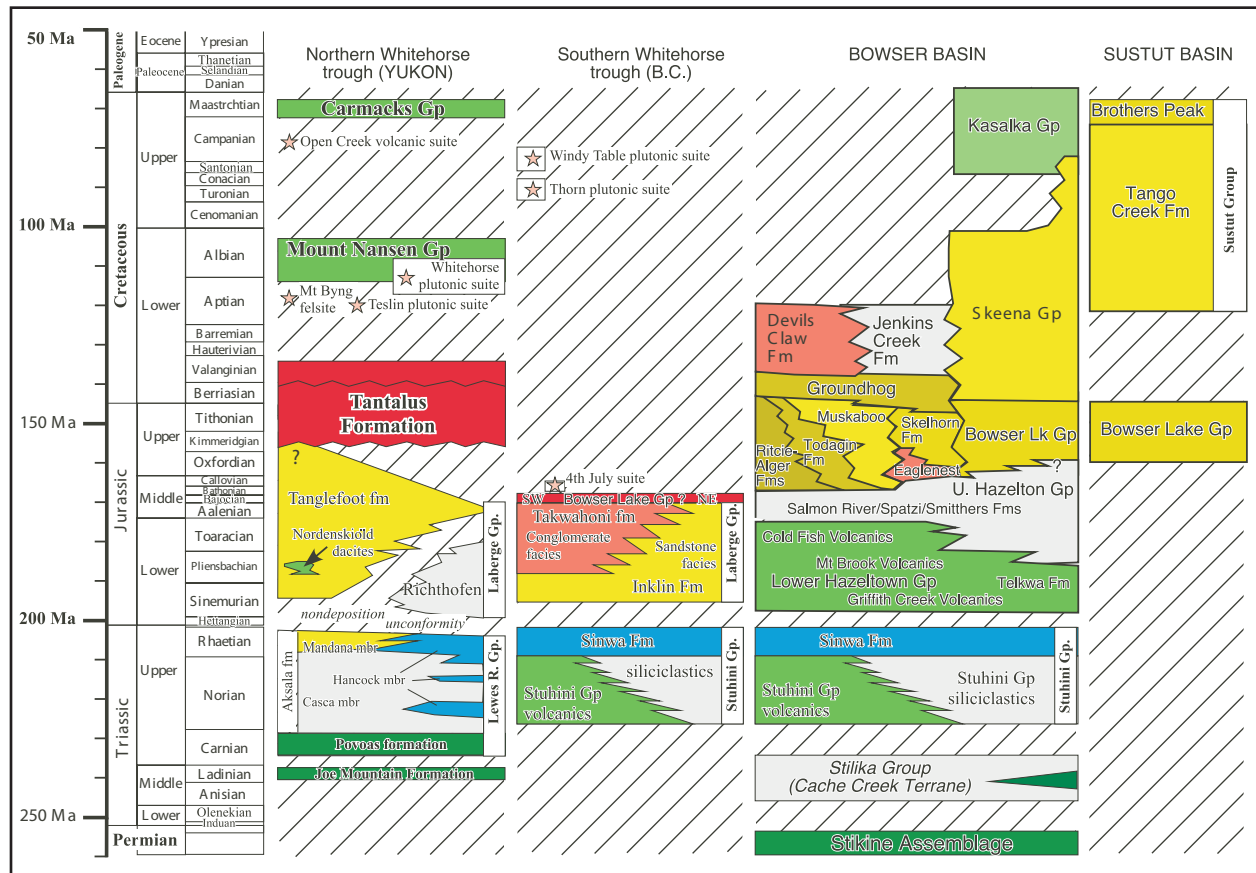 50 Ma
100 Ma
150 Ma
200 Ma
250 Ma
Paleogene
Cretaceous
Jurassic
Triassic
Permian
Eocene
Paleocene
Upper
Lower
Upper
Middle
Lower
Upper
Middle
Lower
Ypresian
Thanetian
Selandian
Danian
Maastrchtian
Campanian
Santonian
Conacian
Turonian
Cenomanian
Albian
Aptian
Barremian
Hauterivian
Valanginian
Berriasian
Tithonian
Kimmeridgian
Oxfordian
Callovian
Bathonian
Bajocian
Aalenian
Toaracian
Pliensbachian
Sinemurian
Hettangian
Rhaetian
Norian
Carnian
Ladinian
Anisian
Olenekian
Induan
Northern Whitehorse
trough (YUKON)
Carmacks Gp
Open Creek volcanic suite
Mount Nansen Gp
Whitehorse
plutonic suite
Mt Byng
felsite
Teslin plutonic suite
Tantalus
Formation
?
Tanglefoot fm
Nordenskiöld
dacites
Richthofen
Laberge Gp.
nondeposition
unconformity
Mandana mbr
Hancock mbr
Casca mbr
Aksala fm
Lewes R. Gp.
Povoas formation
Joe Mountain Formation
Southern Whitehorse
trough (B.C.)
Windy Table plutonic suite
Thorn plutonic suite
4th July suite
SW Bowser Lake Gp ? NE
Takwahoni fm
Conglomerate
facies
Sandstone
facies
Inklin Fm
Laberge Gp.
Sinwa Fm
siliciclastics
Stuhini Gp
volcanics
Stuhini Gp.
BOWSER BASIN
Kasalka Gp
Skeena Gp
Devils
Claw
Fm
Jenkins
Creek
Fm
Groundhog
Muskaboo
Skelhorn
Fm
Todagin
Fm
Ritcie
Alger
Fms
Eaglenest
Bowser Lk Gp
?
U. Hazelton Gp
Salmon River/Spatzi/Smitthers Fms
Cold Fish Volcanics
Mt Brook Volcanics
Lower Hazeltown Gp
Telkwa Fm
Griffith Creek Volcanics
Sinwa Fm
Stuhini Gp
volcanics
Stuhini Gp
siliciclastics
Stuhini Gp.
Stilika Group
(Cache Creek Terrane)
Stikine Assemblage
SUSTUT BASIN
Brothers Peak
Tango
Creek Fm
Sustut Group
Bowser Lake Gp